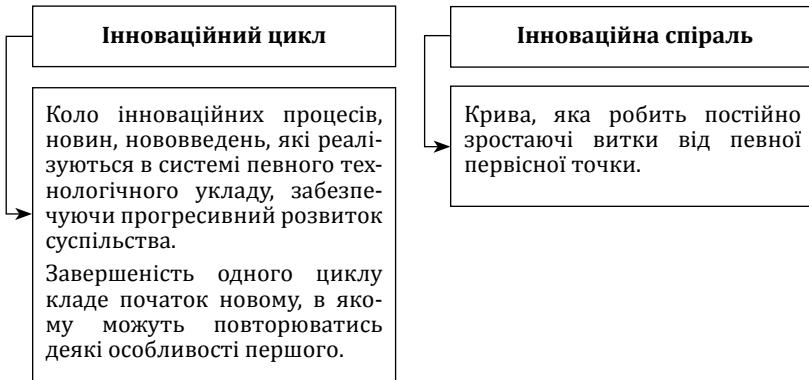 Інноваційний цикл
Коло інноваційних процесів,
новин, нововведень, які реалі-
зуються в системі певного тех-
нологічного укладу, забезпе-
чуючи прогресивний розвиток
суспільства.
Завершеність одного циклу
кладе початок новому, в яко-
му можуть повторюватись
деякі особливості першого.
Інноваційна спіраль
Крива, яка робить постійно
зростаючі витки від певної
первісної точки.